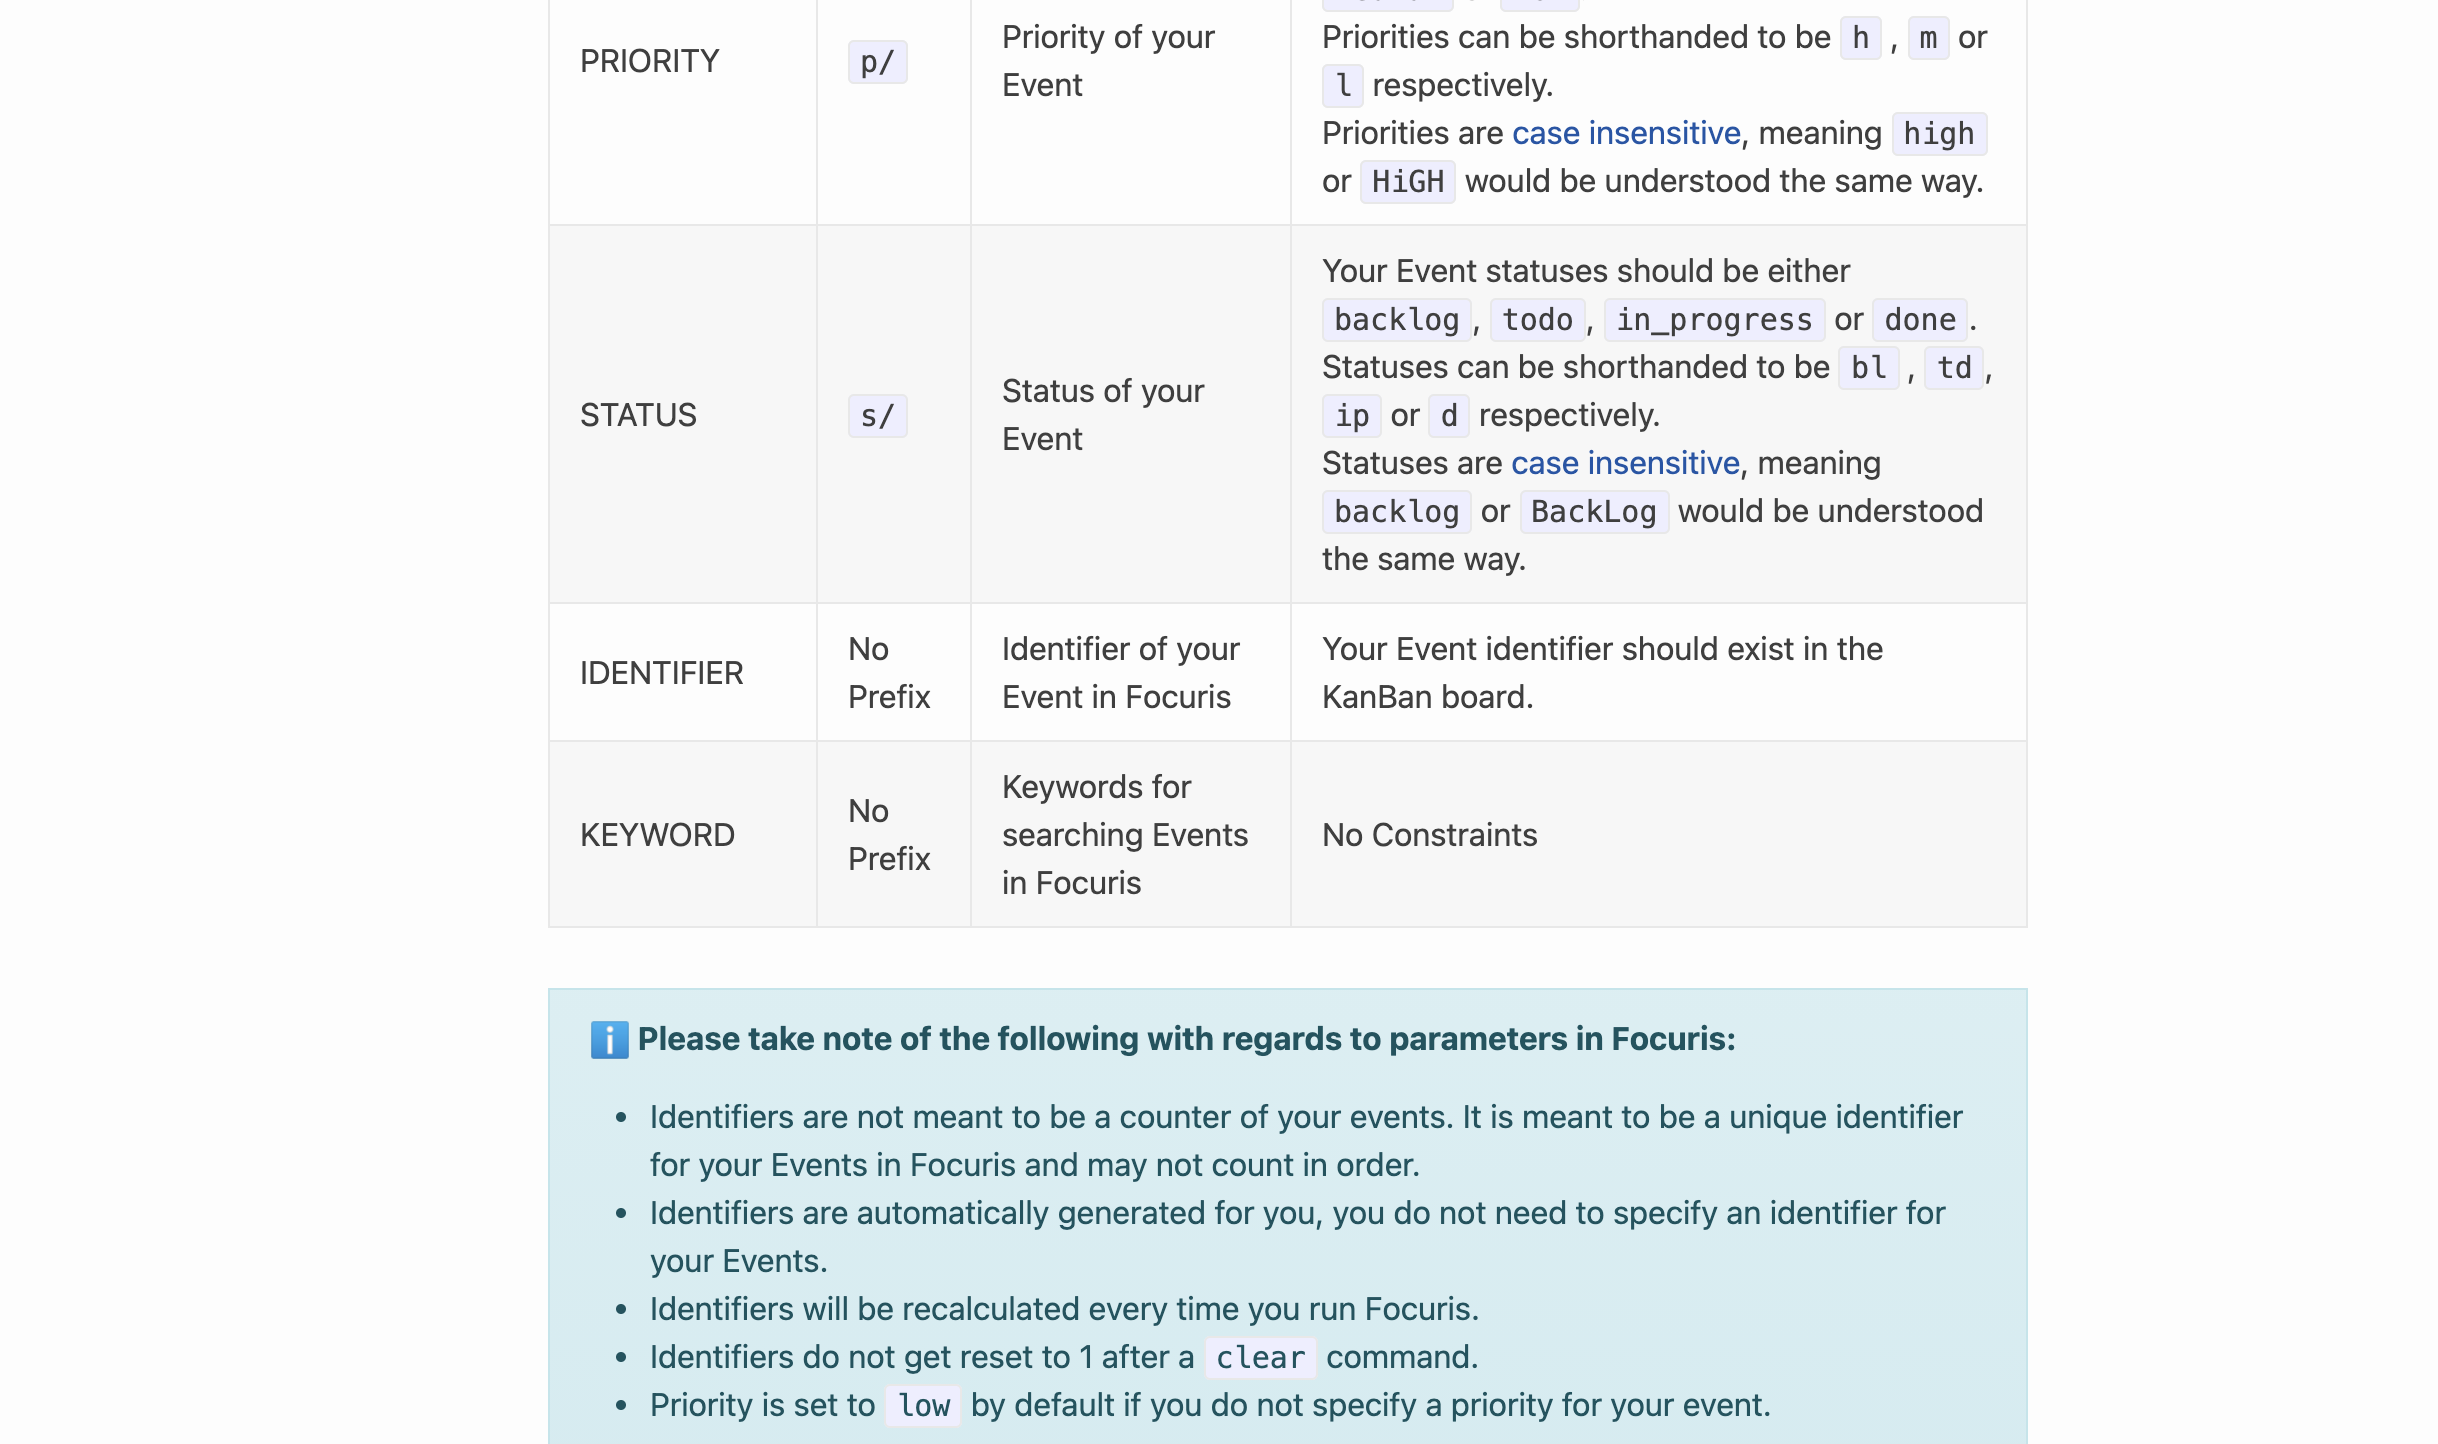 PRIORITY
p/
Priority of your
Event
Priorities can be shorthanded to be h , m or
l respectively.
Priorities are case insensitive, meaning high
or HiGH would be understood the same way.
STATUS
s/
Status of your
Event
Your Event statuses should be either
backlog, todo, in_progress or done.
Statuses can be shorthanded to be bl , td,
ip or d respectively.
Statuses are case insensitive, meaning
backlog or BackLog would be understood
the same way.
IDENTIFIER
No
Prefix
Identifier of your
Event in Focuris
Your Event identifier should exist in the
KanBan board.
KEYWORD
No
Prefix
Keywords for
searching Events
in Focuris
No Constraints
ℹ️ Please take note of the following with regards to parameters in Focuris:
• Identifiers are not meant to be a counter of your events. It is meant to be a unique identifier
for your Events in Focuris and may not count in order.
• Identifiers are automatically generated for you, you do not need to specify an identifier for
your Events.
• Identifiers will be recalculated every time you run Focuris.
• Identifiers do not get reset to 1 after a clear command.
• Priority is set to low by default if you do not specify a priority for your event.